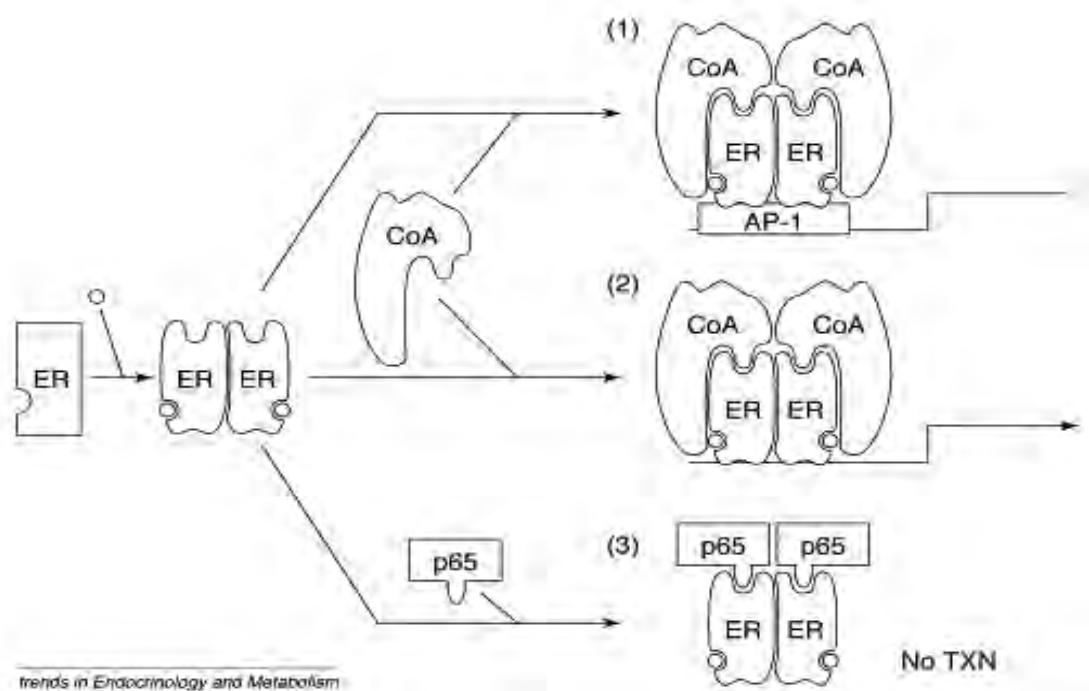 (1)
CoA CoA
ER ER
AP-1
CoA
(2)
CoA CoA
ER ER ER
ER ER
p65
(3)
p65 p65
ER ER
No TXN
trends in Endocrinology and Metabolism